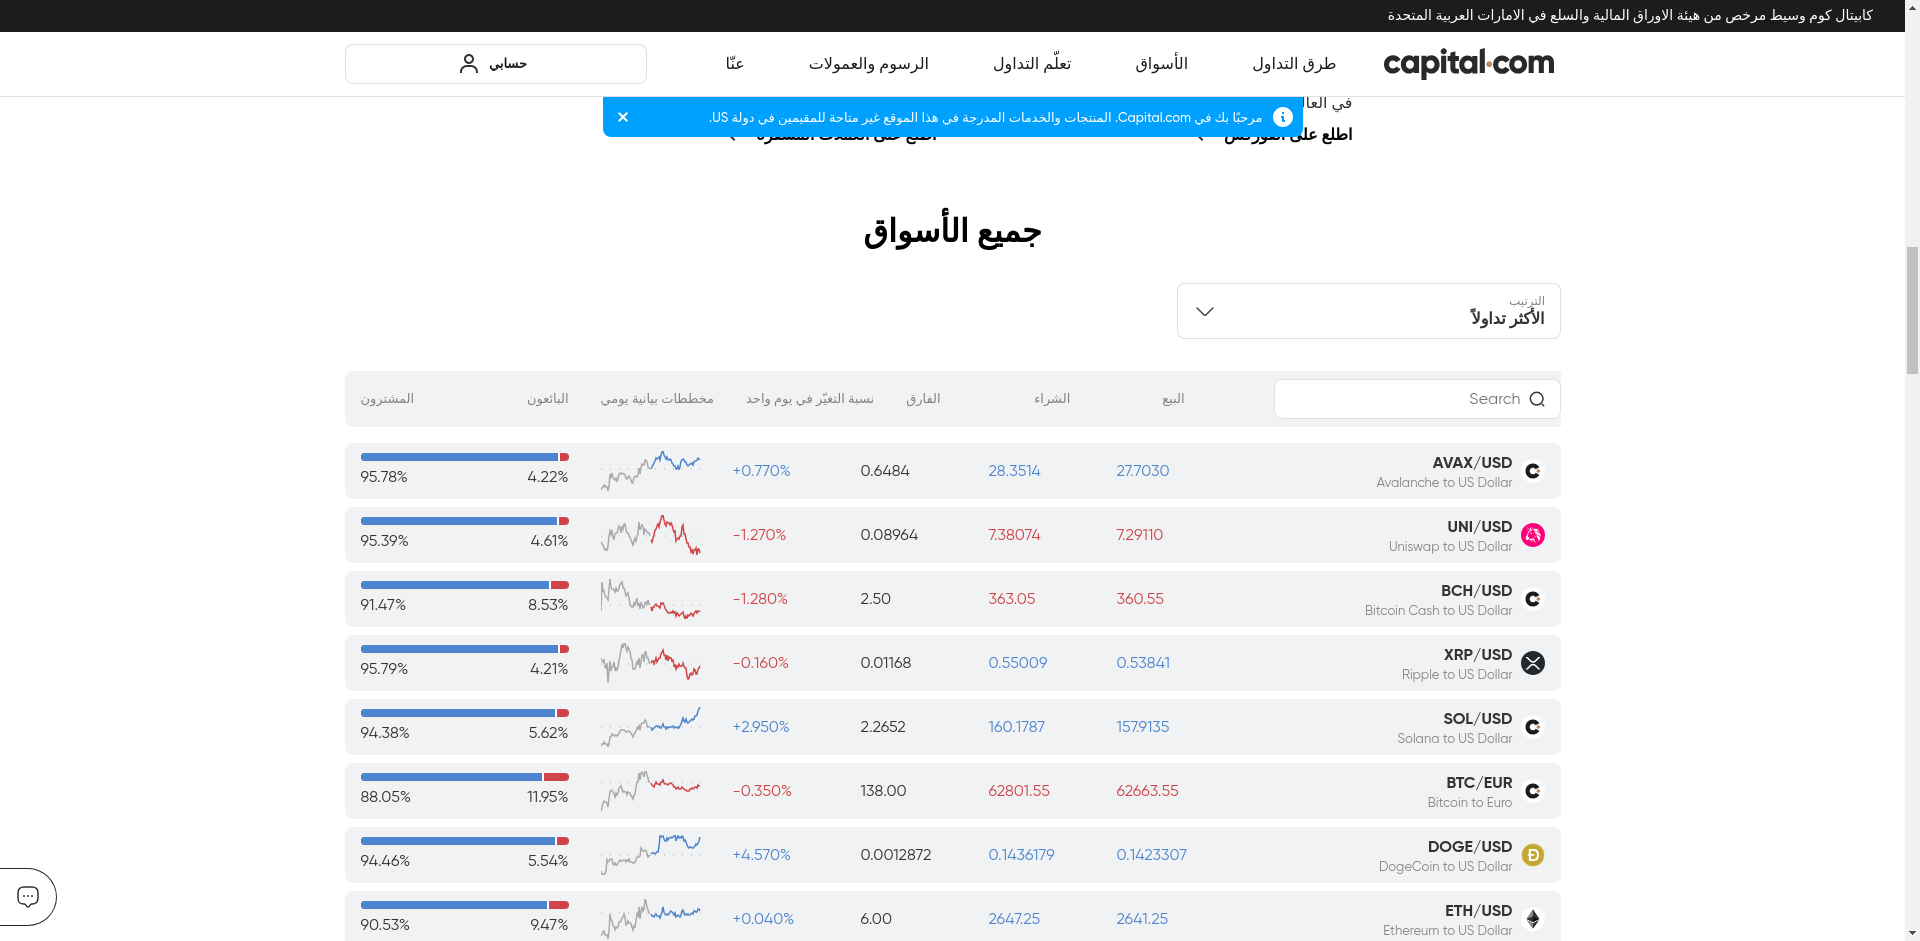 كابيتال كوم وسيط مرخص من هيئة الاوراق المالية والسلع في الامارات العربية المتحدة
capital.com طرق التداول الأسواق تعلّم التداول الرسوم والعمولات عنّا حسابي
مرحبًا بك في Capital.com. المنتجات والخدمات المدرجة في هذا الموقع غير متاحة للمقيمين في دولة US.
اطلع على الفوركس اطلع على العملات المشفرة
جميع الأسواق
الترتيب
الأكثر تداولاً
Search البيع الشراء الفارق نسبة التغيّر في يوم واحد مخططات بيانية يومي البائعون المشترون
AVAX/USD 27.7030 28.3514 0.6484 +0.770% 4.22% 95.78%
Avalanche to US Dollar
UNI/USD 7.29110 7.38074 0.08964 -1.270% 4.61% 95.39%
Uniswap to US Dollar
BCH/USD 360.55 363.05 2.50 -1.280% 8.53% 91.47%
Bitcoin Cash to US Dollar
XRP/USD 0.53841 0.55009 0.01168 -0.160% 4.21% 95.79%
Ripple to US Dollar
SOL/USD 157.9135 160.1787 2.2652 +2.950% 5.62% 94.38%
Solana to US Dollar
BTC/EUR 62663.55 62801.55 138.00 -0.350% 11.95% 88.05%
Bitcoin to Euro
DOGE/USD 0.1423307 0.1436179 0.0012872 +4.570% 5.54% 94.46%
DogeCoin to US Dollar
ETH/USD 2641.25 2647.25 6.00 +0.040% 9.47% 90.53%
Ethereum to US Dollar